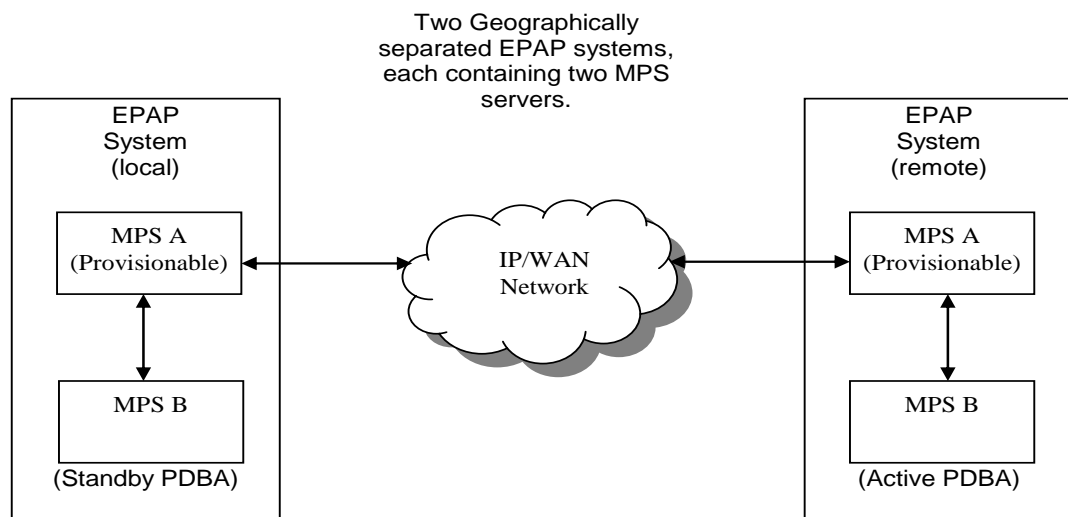 Two Geographically
separated EPAP systems,
each containing two MPS
servers.
EPAP
System
(local)
MPS A
(Provisionable)
MPS B
(Standby PDBA)
IP/WAN
Network
EPAP
System
(remote)
MPS A
(Provisionable)
MPS B
(Active PDBA)